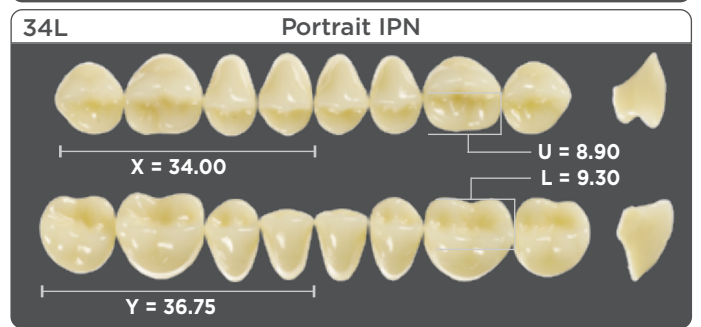 34L
Portrait IPN
X = 34.00
U = 8.90
L = 9.30
Y = 36.75